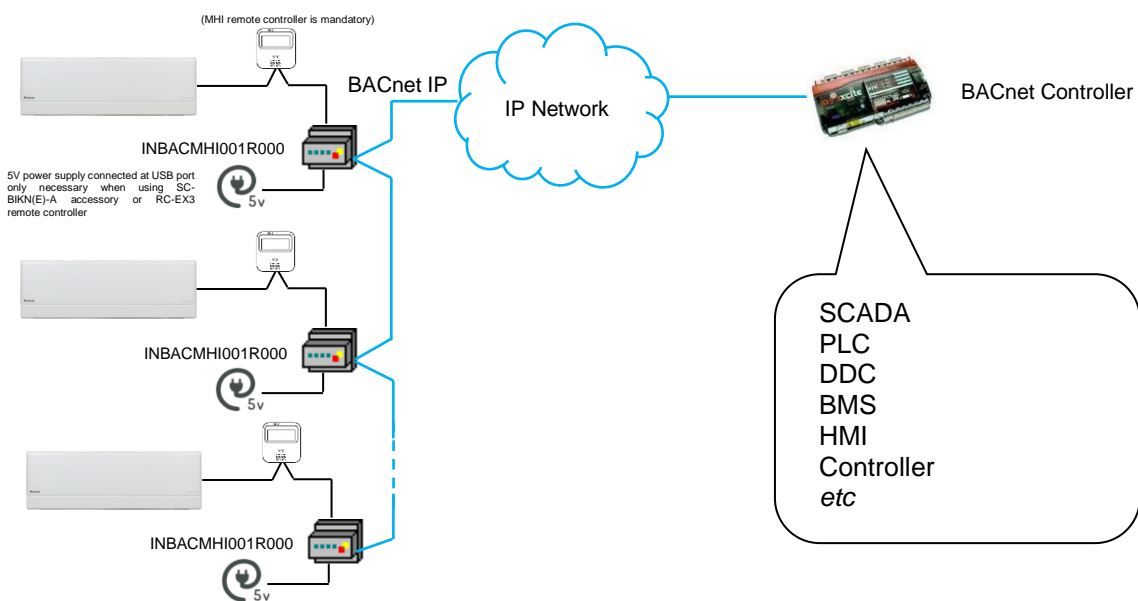 (MHI remote controller is mandatory)
BACnet IP
IP Network
BACnet Controller
INBACMHI001R000
5v
5V power supply connected at USB port
only necessary when using SC-
BIKN(E)-A accessory or RC-EX3
remote controller
INBACMHI001R000
5v
INBACMHI001R000
5v
SCADA
PLC
DDC
BMS
HMI
Controller
etc